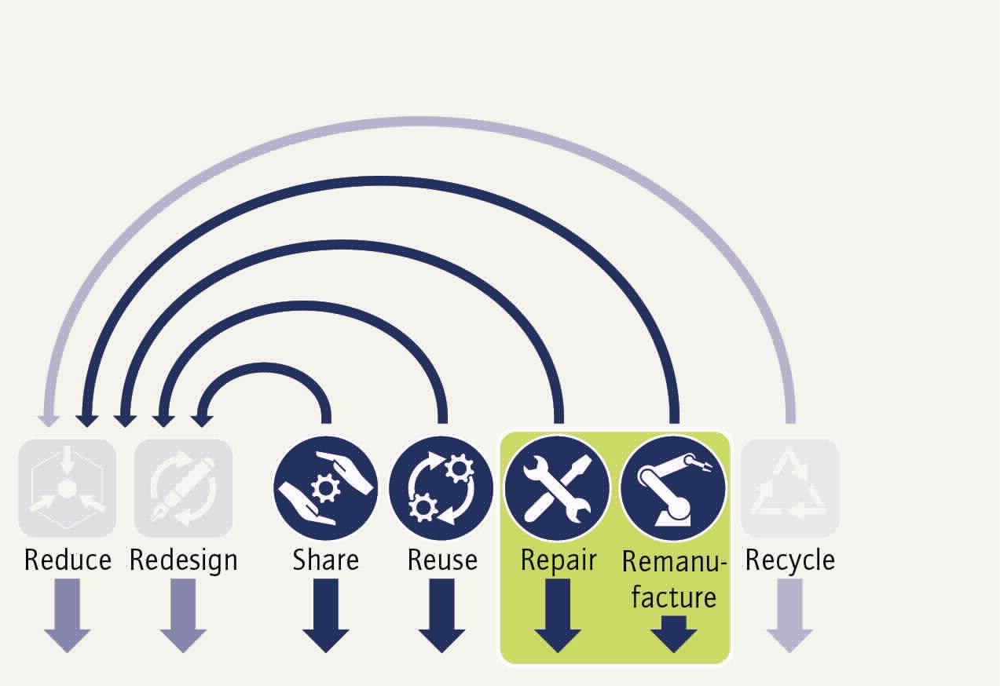 Reduce
Redesign
Share
Reuse
Repair
Remanu-
facture
Recycle